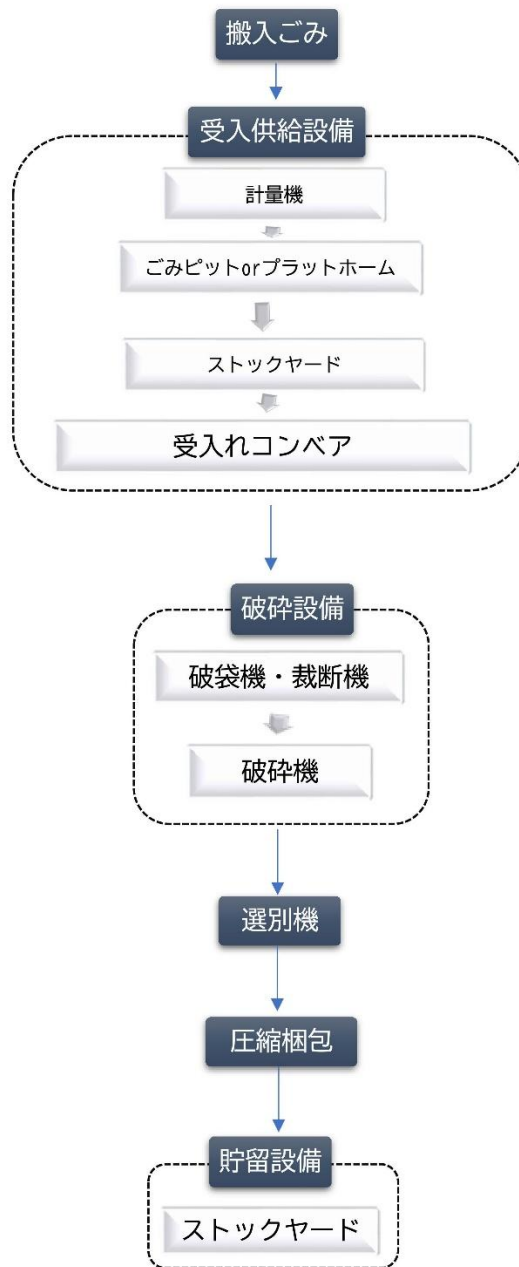 搬入ごみ
受入供給設備
計量機
ごみピットorプラットホーム
ストックヤード
受入れコンベア
破砕設備
破袋機・裁断機
破砕機
選別機
圧縮梱包
貯留設備
ストックヤード